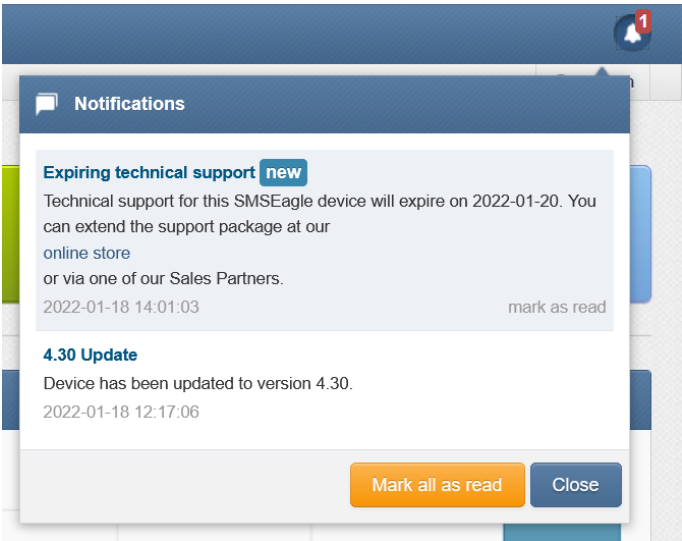 1
Notifications
Expiring technical support new
Technical support for this SMSEagle device will expire on 2022-01-20. You
can extend the support package at our
online store
or via one of our Sales Partners.
2022-01-18 14:01:03 mark as read
4.30 Update
Device has been updated to version 4.30.
2022-01-18 12:17:06
Mark all as read Close